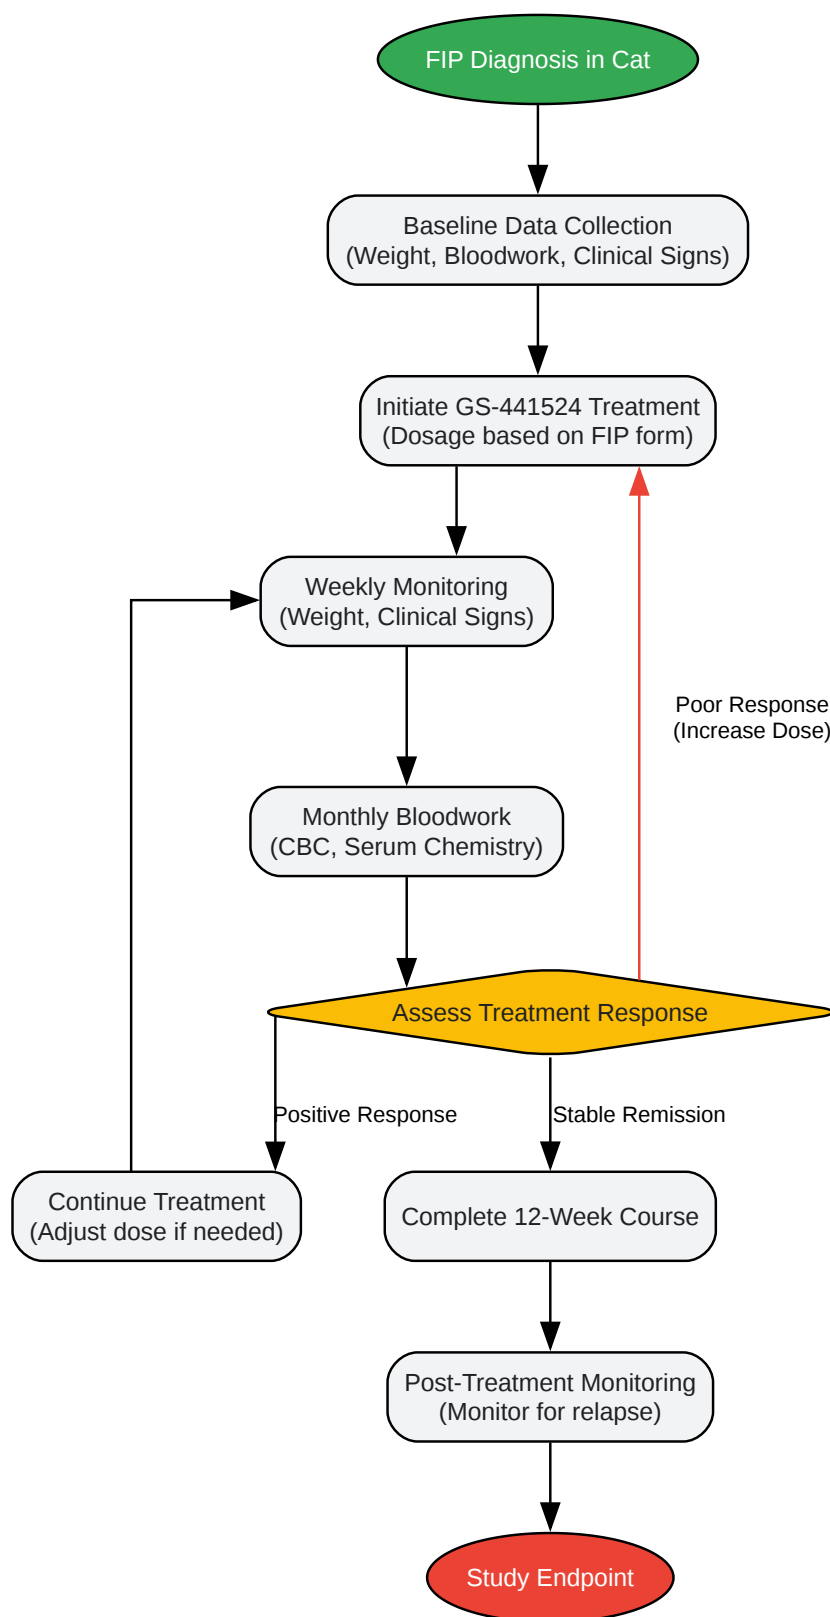 FIP Diagnosis in Cat
Baseline Data Collection
(Weight, Bloodwork, Clinical Signs)
Initiate GS-441524 Treatment
(Dosage based on FIP form)
Weekly Monitoring
(Weight, Clinical Signs)
Poor Response
(Increase Dose)
Monthly Bloodwork
(CBC, Serum Chemistry)
Assess Treatment Response
Positive Response
Stable Remission
Continue Treatment
(Adjust dose if needed)
Complete 12-Week Course
Post-Treatment Monitoring
(Monitor for relapse)
Study Endpoint